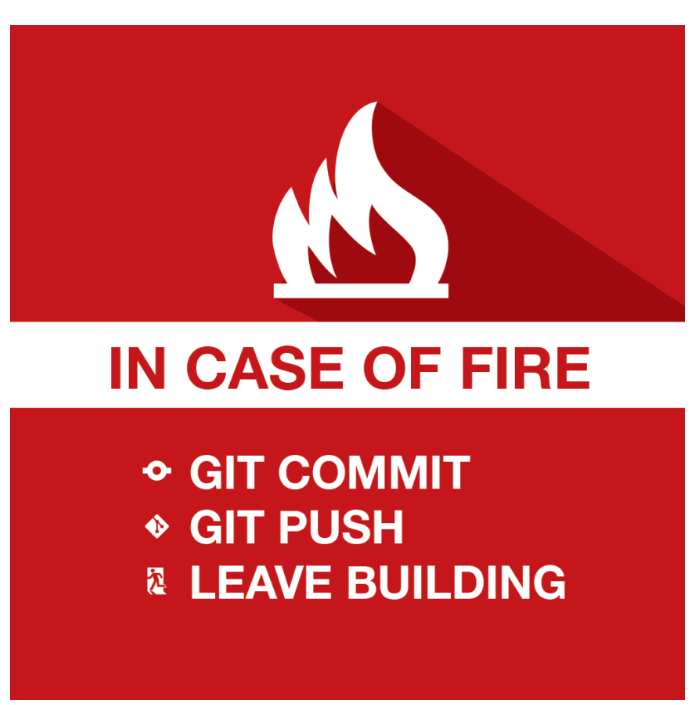 IN CASE OF FIRE
GIT COMMIT
GIT PUSH
LEAVE BUILDING